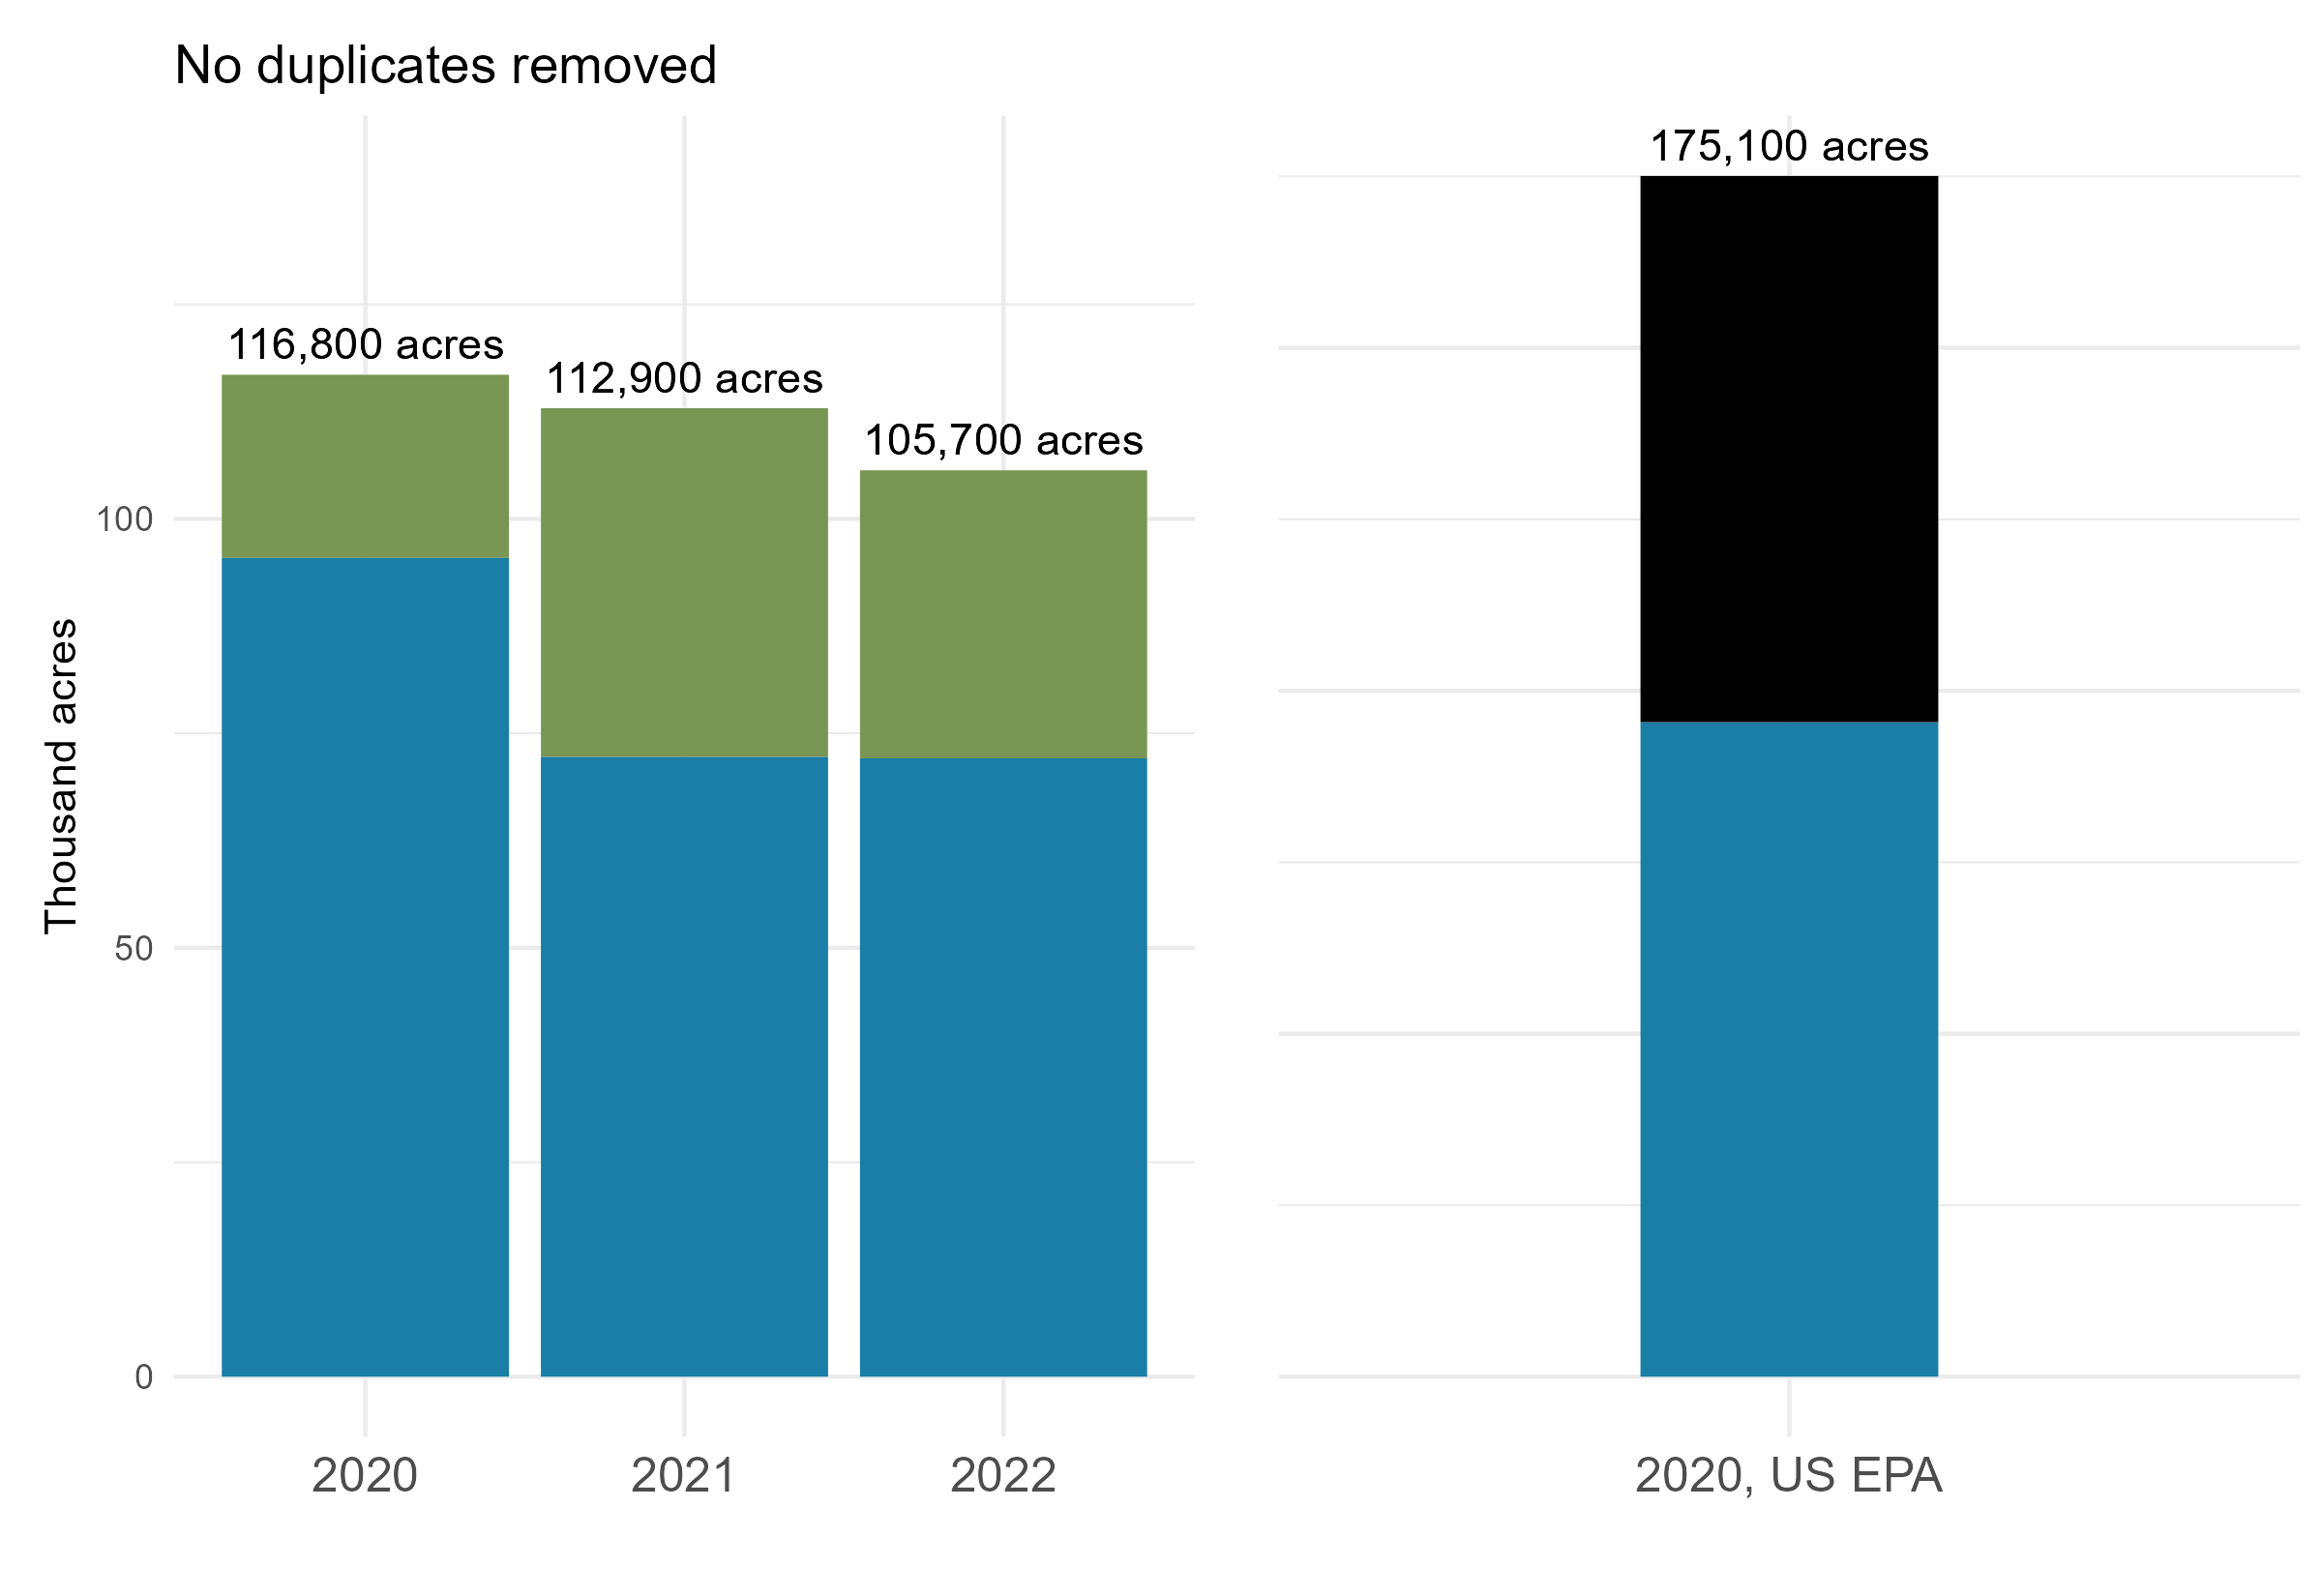 No duplicates removed
175,100 acres
116,800 acres
112,900 acres
105,700 acres
100
50
0
Thousand acres
2020
2021
2022
2020, US EPA